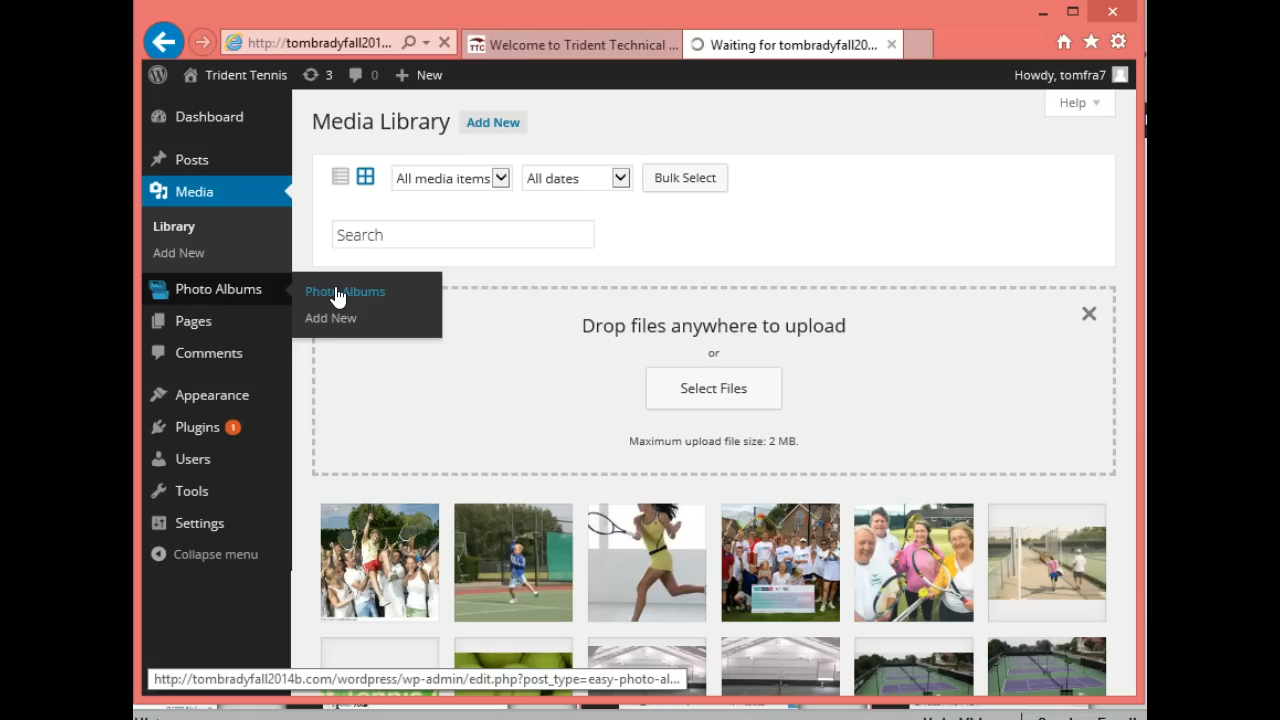 http://tombradyfall201...
Welcome to Trident Technical ...
Waiting for tombradyfall20...
Trident Tennis
3
0
New
Howdy, tomfra7
Dashboard
Posts
Media
Library
Add New
Photo Albums
Pages
Comments
Appearance
Plugins 1
Users
Tools
Settings
Collapse menu
Photo Albums
Add New
Help
Media Library
Add New
All media items
All dates
Bulk Select
Search
Drop files anywhere to upload
or
Select Files
Maximum upload file size: 2 MB.
http://tombradyfall2014b.com/wordpress/wp-admin/edit.php?post_type=easy-photo-al...